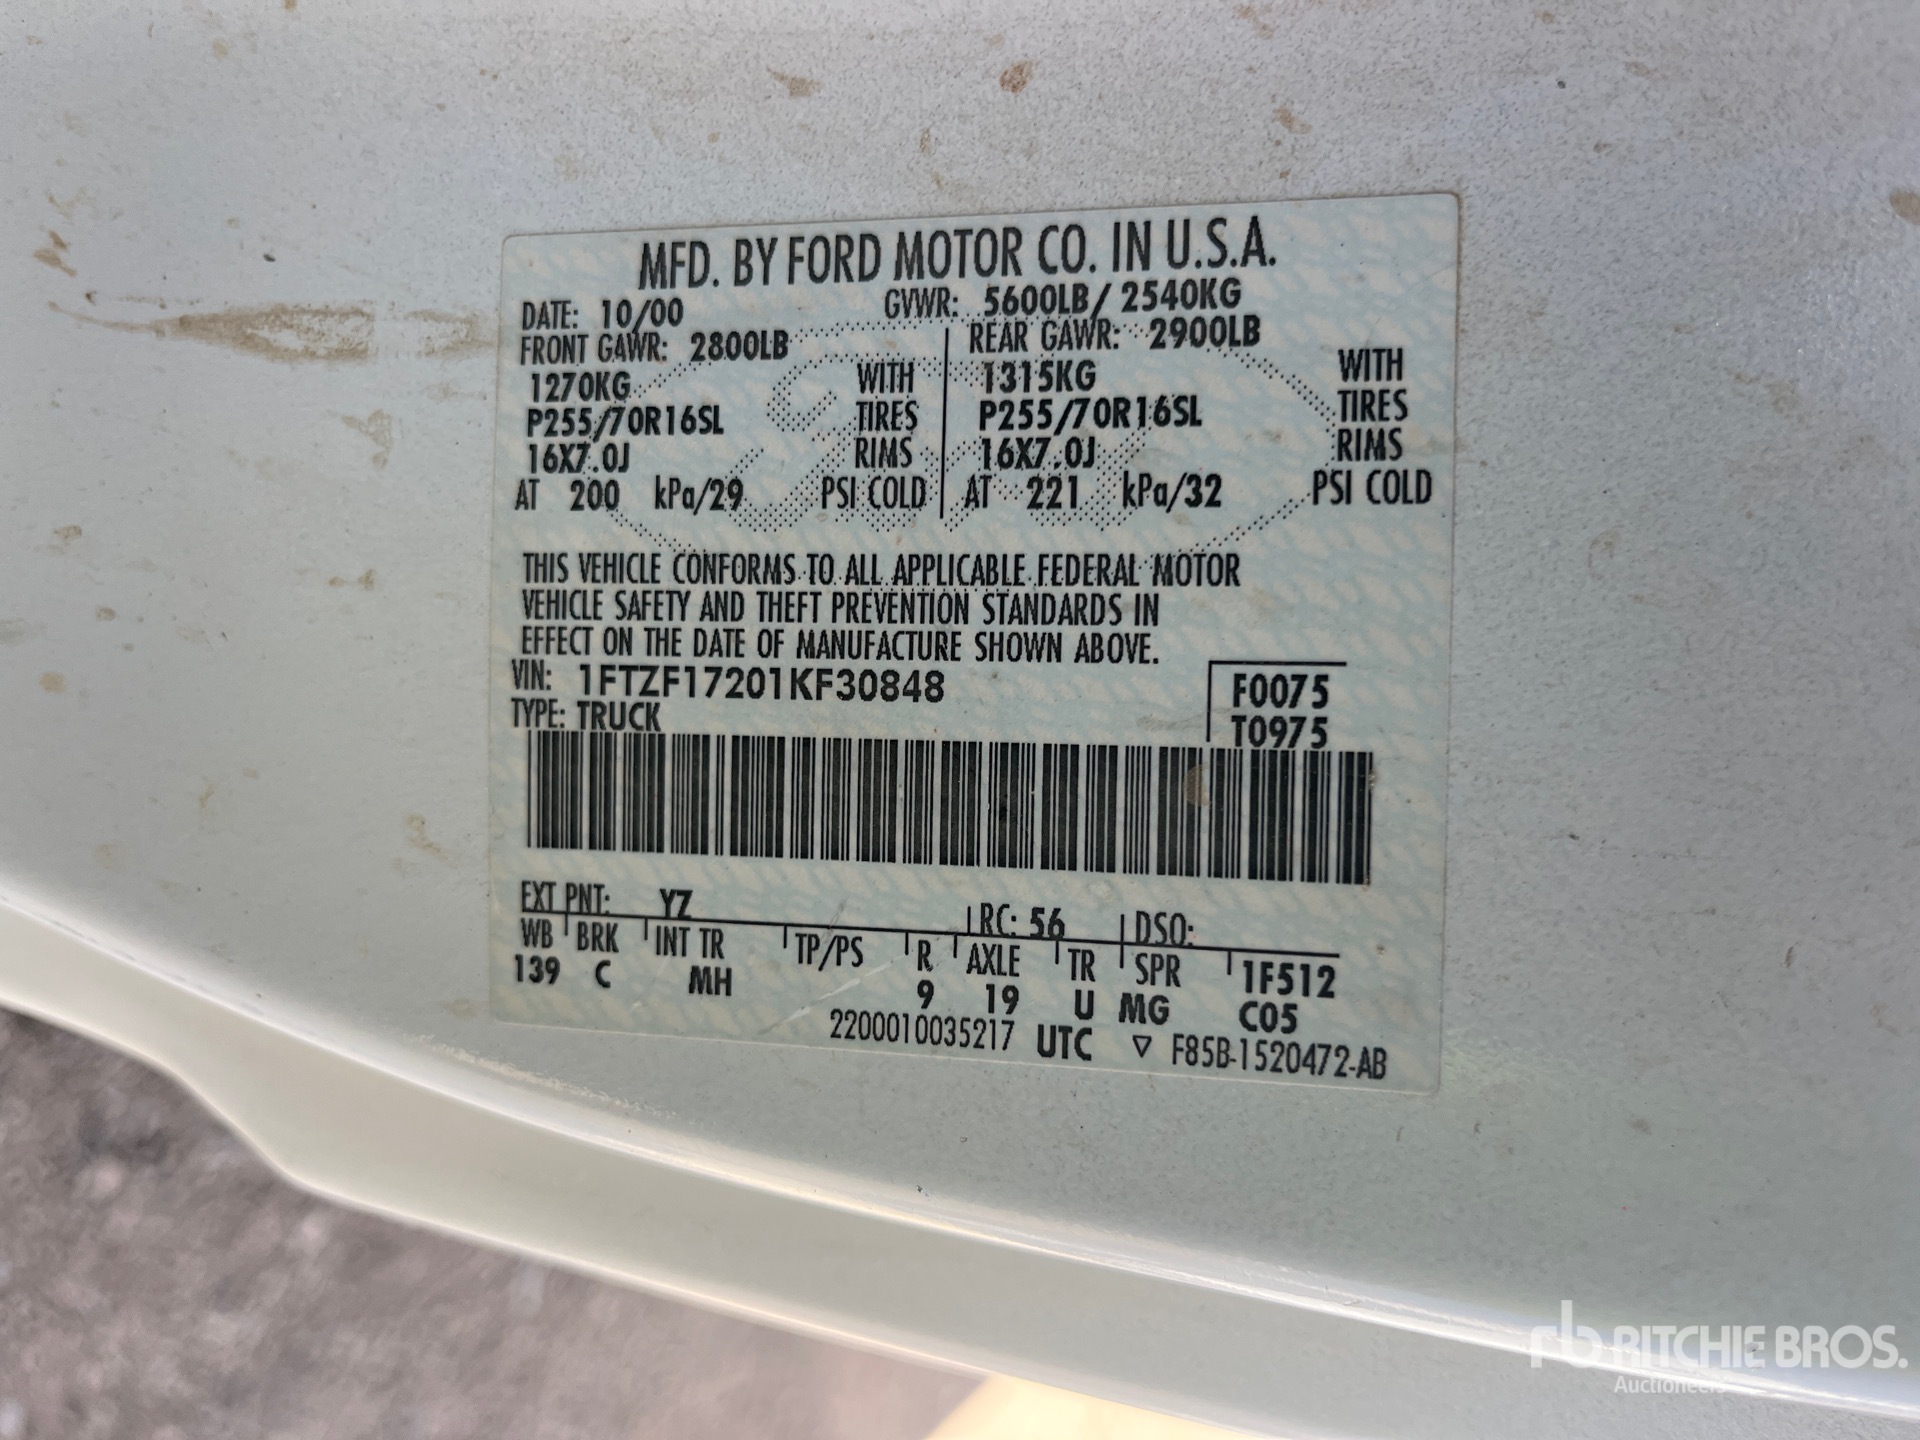 MFD. BY FORD MOTOR CO. IN U.S.A.
DATE: 10/00 GVWR: 5600LB/ 2540KG
FRONT GAWR: 2800LB REAR GAWR: 2900LB
1270KG WITH 1315KG WITH
P255/70R16SL TIRES P255/70R16SL TIRES
16X7.0J RIMS 16X7.0J RIMS
AT 200 kPa/29 PSI COLD AT 221 kPa/32 PSI COLD
THIS VEHICLE CONFORMS TO ALL APPLICABLE FEDERAL MOTOR
VEHICLE SAFETY AND THEFT PREVENTION STANDARDS IN
EFFECT ON THE DATE OF MANUFACTURE SHOWN ABOVE.
VIN: 1FTZF17201KF30848 F0075
TYPE: TRUCK T0975
EXT PNT: YZ RC: 56 DSO:
WB BRK INT TR TP/PS R AXLE TR SPR 1F512
139 C MH 9 19 U MG C05
2200010035217 UTC ▽ F85B-1520472-AB
rb RITCHIE BROS.
Auctioneers